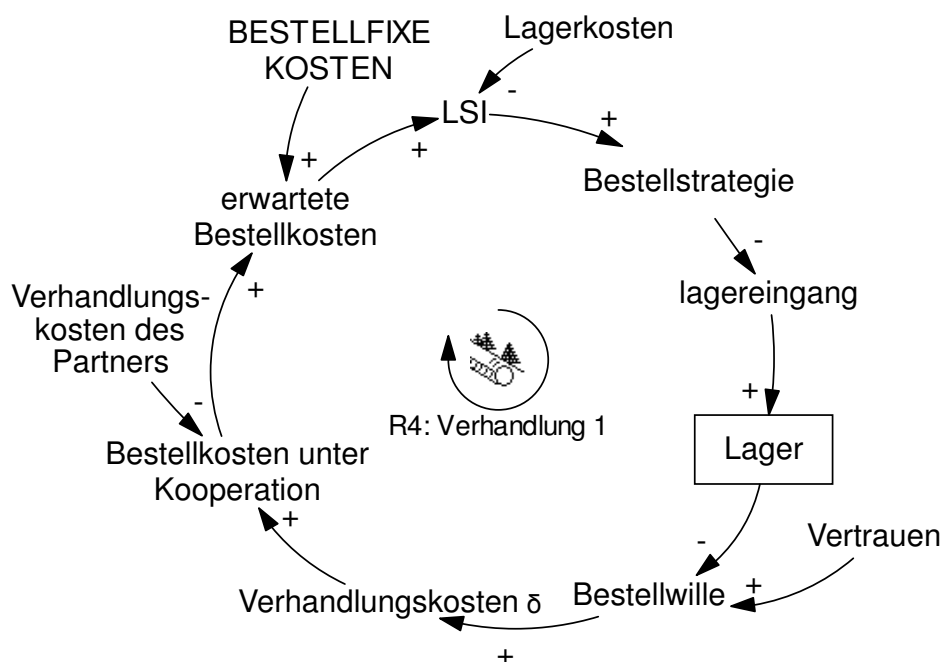 BESTELLFIXE
KOSTEN
Lagerkosten
-
LSI
+
+
+
erwartete
Bestellkosten
Bestellstrategie
-
+
Verhandlungs-
kosten des
Partners
lagereingang
-
+
R4: Verhandlung 1
Bestellkosten unter
Kooperation
Lager
+
-
Vertrauen
Verhandlungskosten δ
Bestellwille
+
+